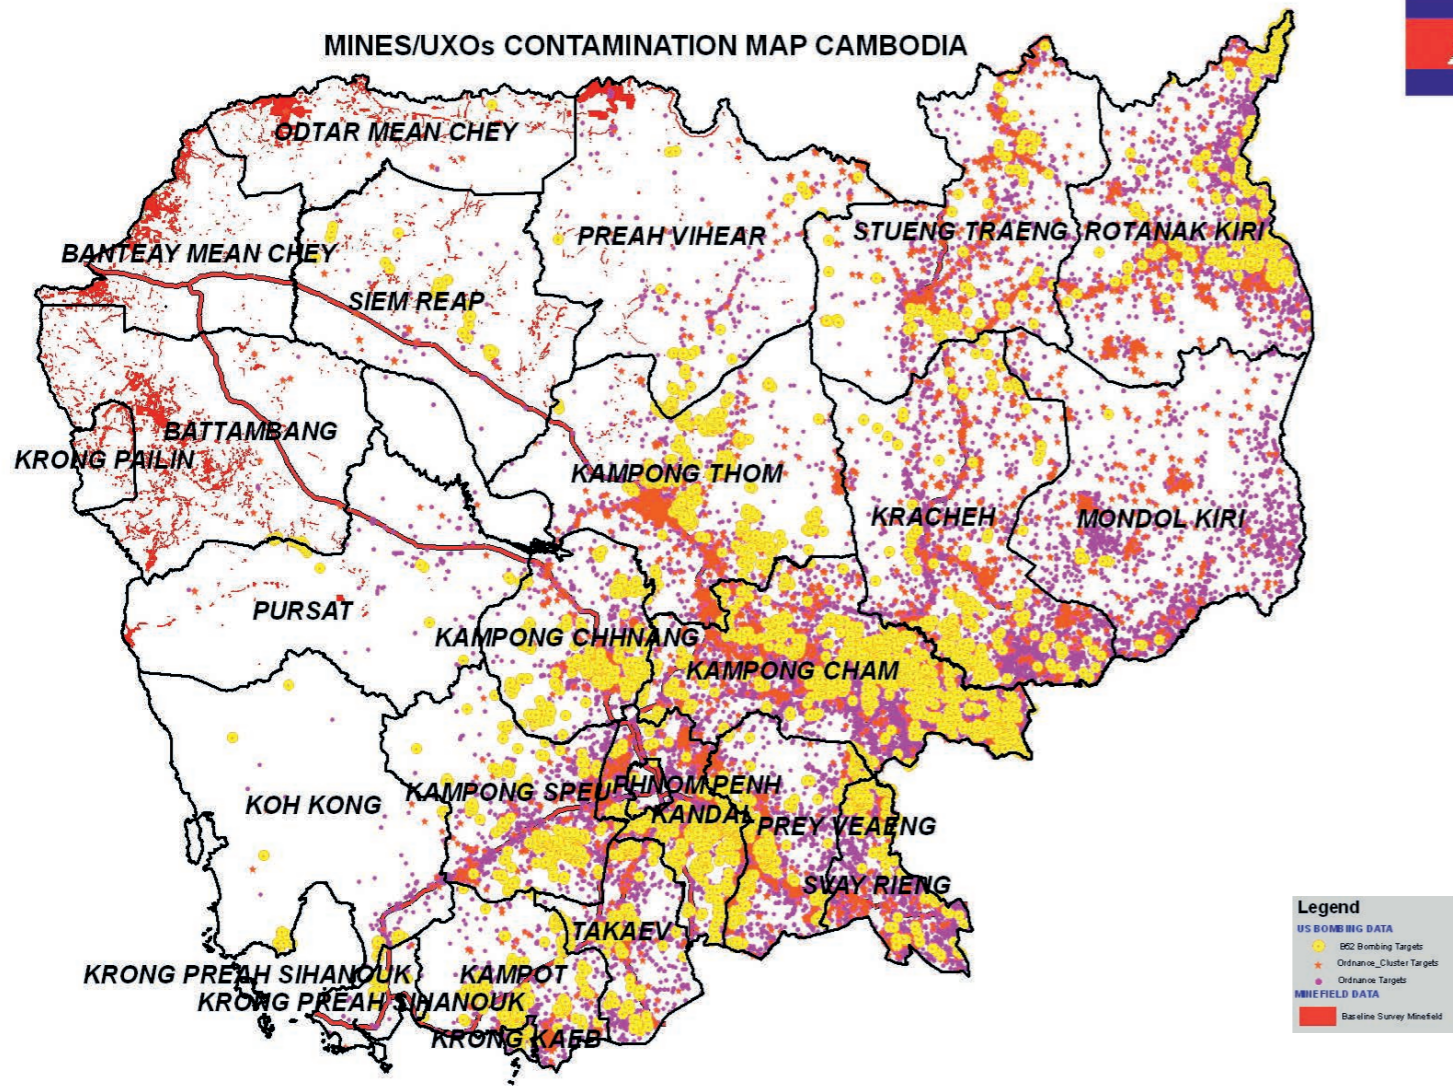 MINES/UXOs CONTAMINATION MAP CAMBODIA
ODTAR MEAN CHEY
BANTEAY MEAN CHEY
PREAH VIHEAR
STUENG TRAENG
ROTANAK KIRI
SIEM REAP
BATTAMBANG
KRONG PAILIN
KAMPONG THOM
KRACHEH
MONDOL KIRI
PURSAT
KAMPONG CHHNANG
KAMPONG CHAM
KOH KONG
KAMPONG SPEU
PHNOM PENH
KANDAL
PREY VEAENG
SVAY RIENG
TAKAEV
KRONG PREAH SIHANOUK
KAMPOT
KRONG PREAH SIHANOUK
KRONG KAEB
Legend
US BOMBING DATA
B52 Bombing Targets
Ordnance_Cluster Targets
Ordnance Targets
MINEFIELD DATA
Baseline Survey Minefield